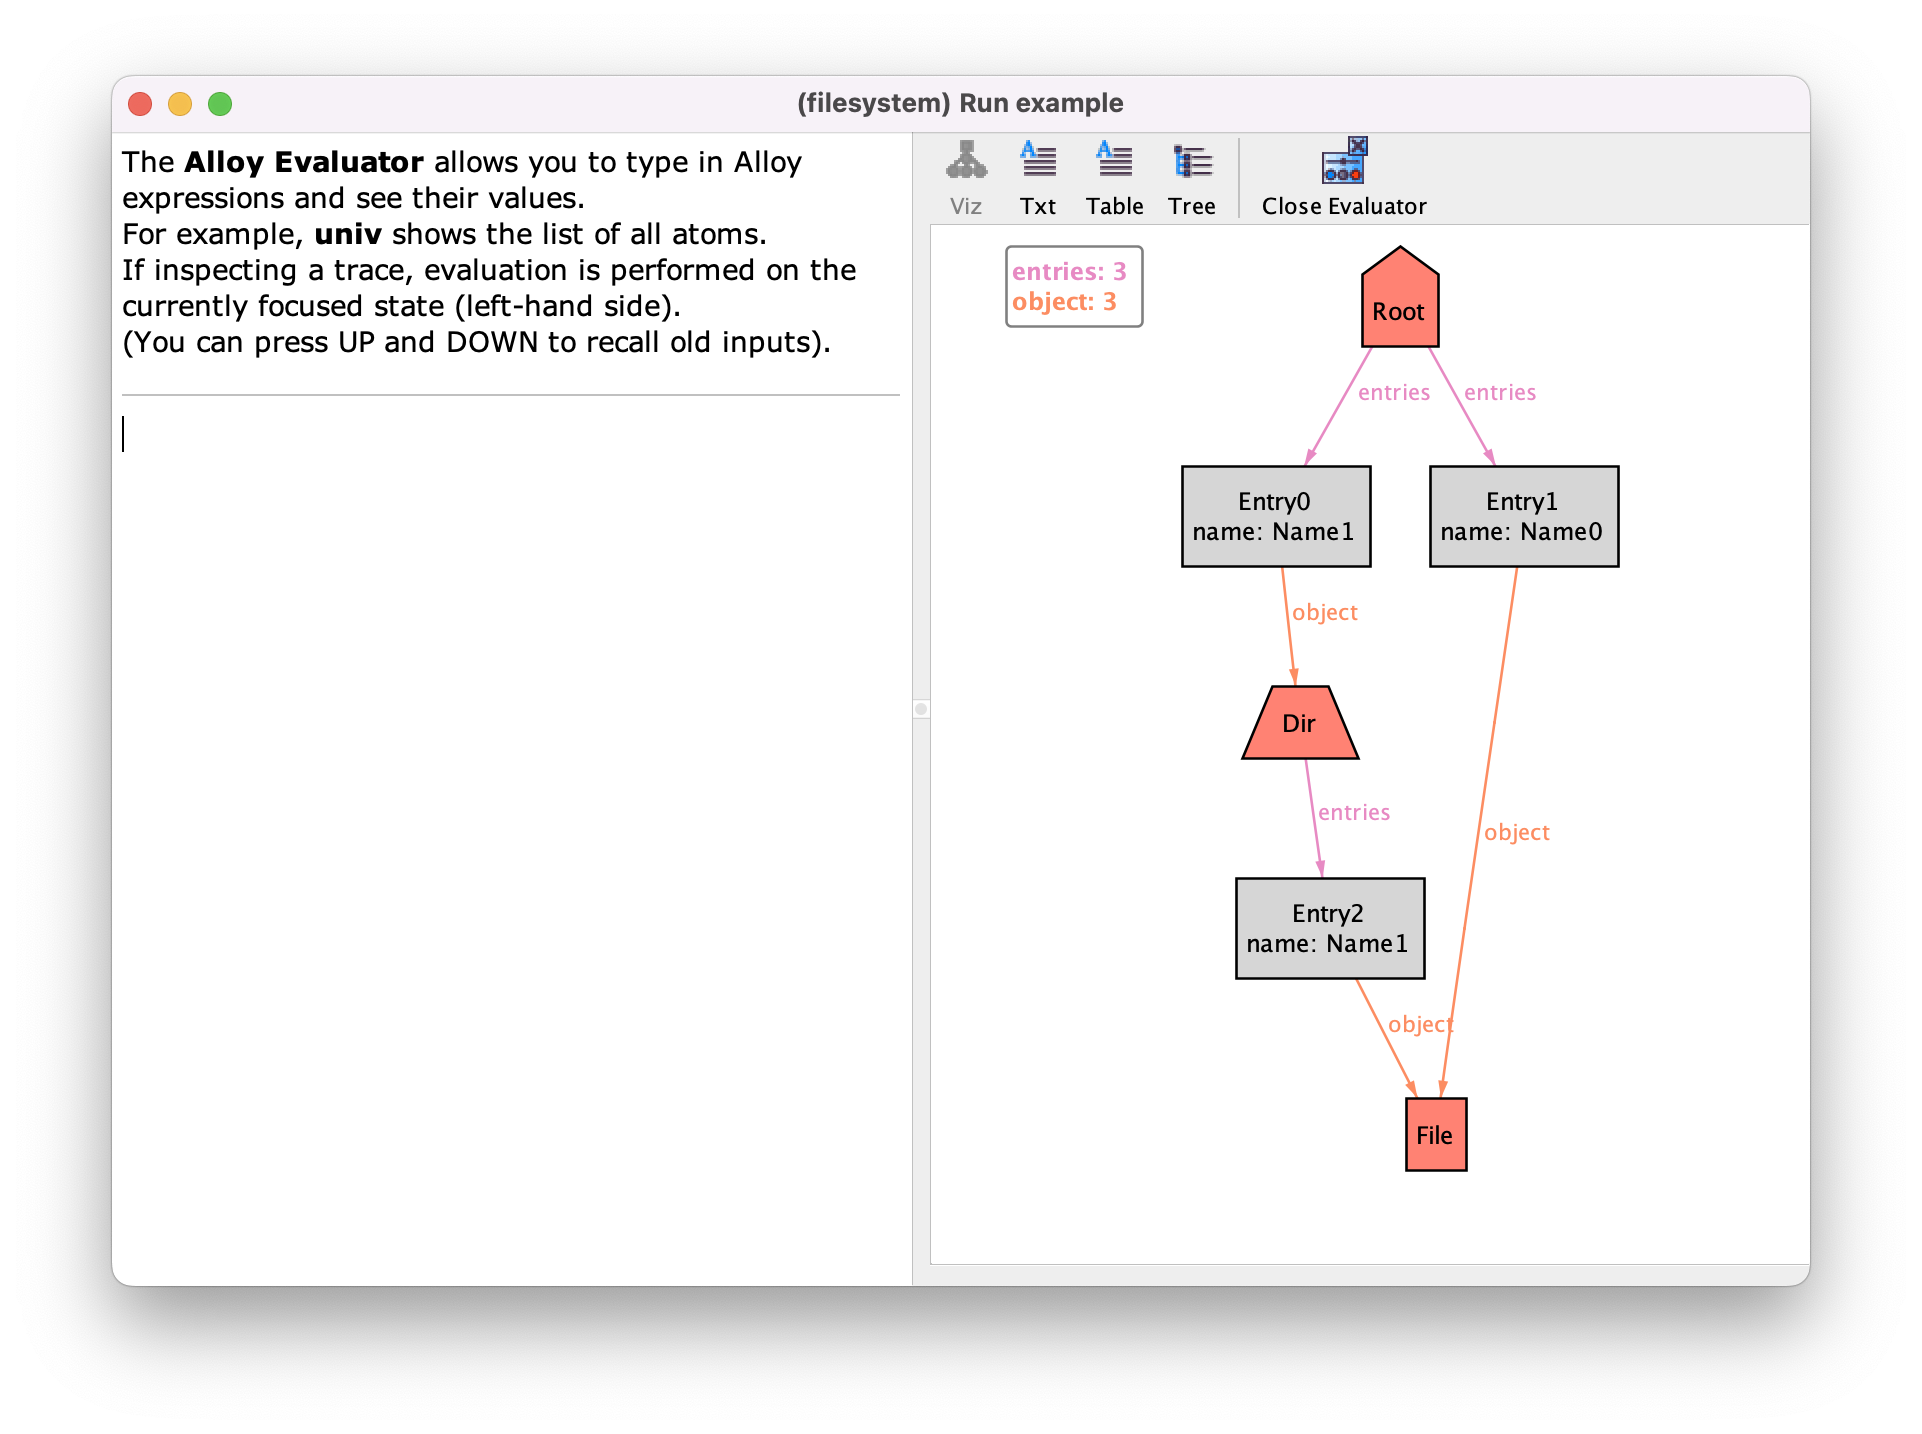 (filesystem) Run example
The Alloy Evaluator allows you to type in Alloy
expressions and see their values.
For example, univ shows the list of all atoms.
If inspecting a trace, evaluation is performed on the
currently focused state (left-hand side).
(You can press UP and DOWN to recall old inputs).
Viz Txt Table Tree Close Evaluator
entries: 3
object: 3
Root
entries entries
Entry0
name: Name1
Entry1
name: Name0
object
Dir
entries
object
Entry2
name: Name1
object
File